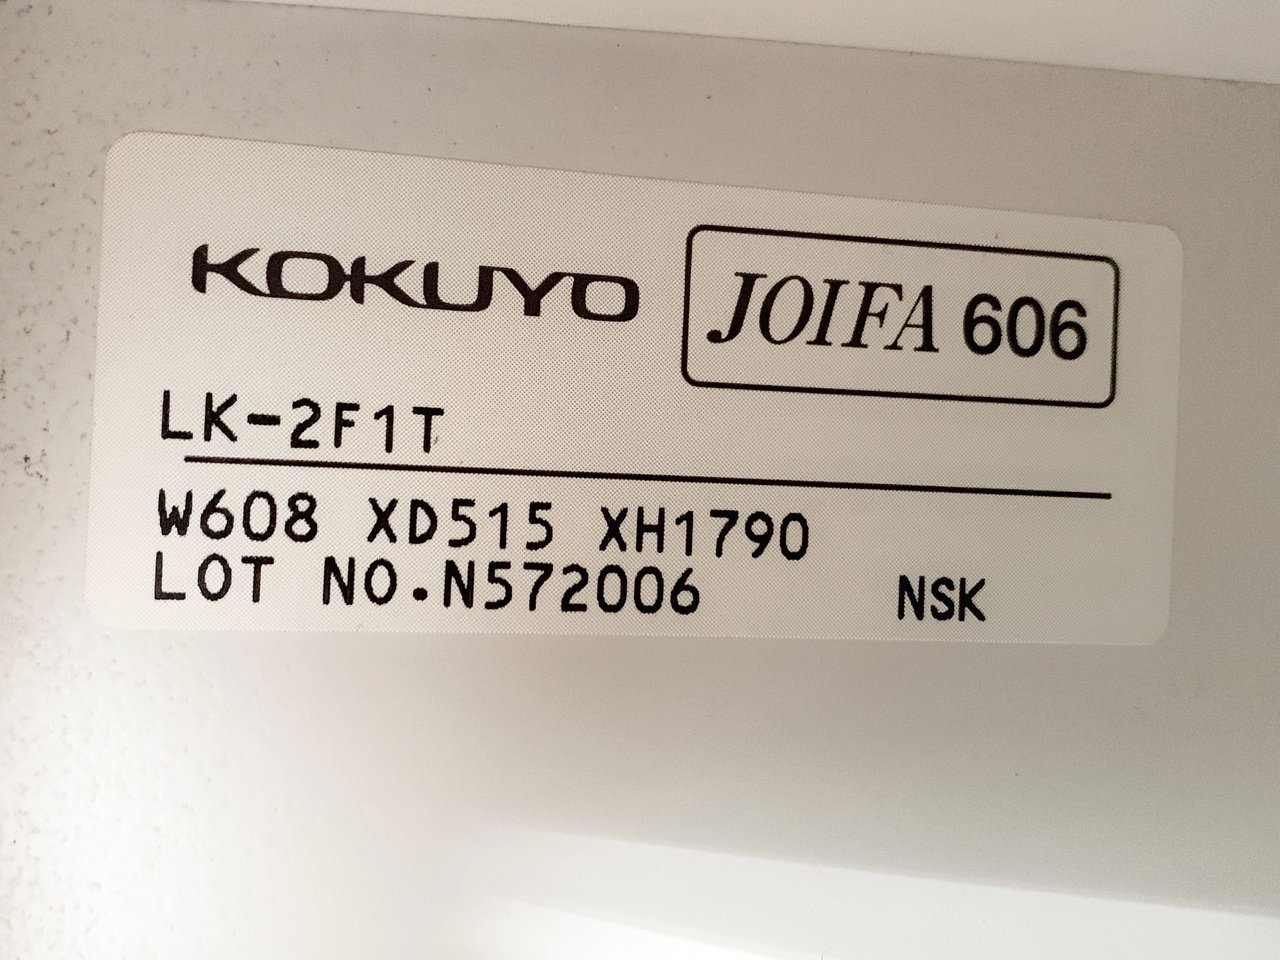 KOKUYO JOIFA 606
LK-2F1T
W608 XD515 XH1790
LOT NO.N572006 NSK